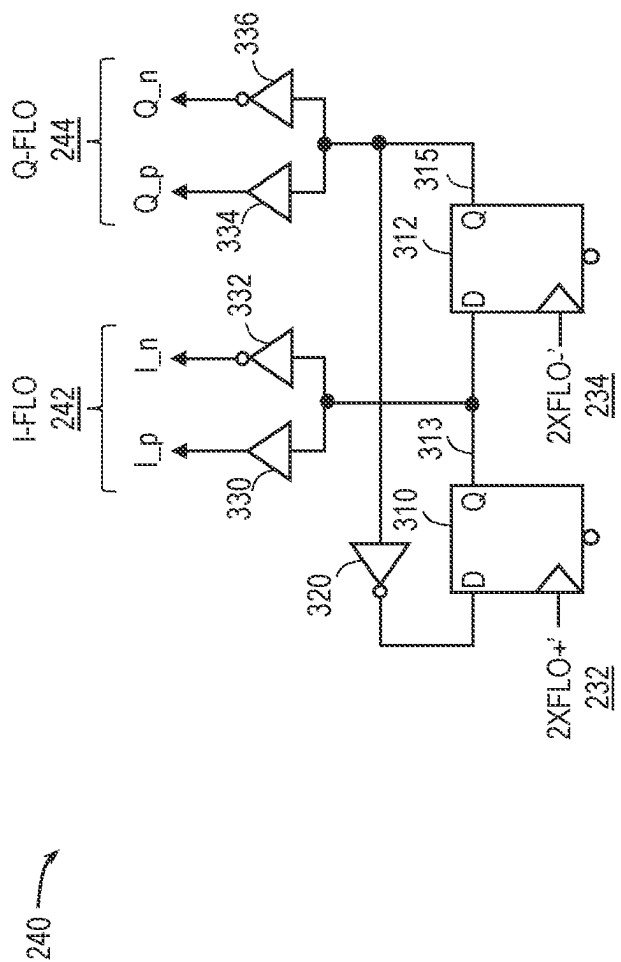 240
I-FLO
242
Q-FLO
244
I_p
I_n
Q_p
Q_n
330
332
334
336
320
310
313
312
315
D
Q
D
Q
2XFLO+'
232
2XFLO-'
234